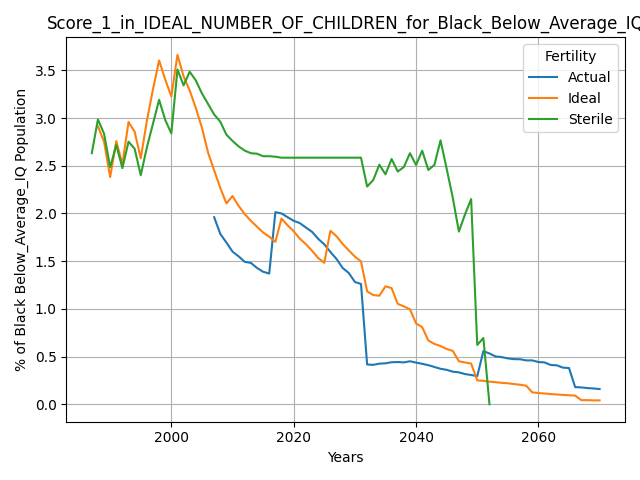 Score_1_in_IDEAL_NUMBER_OF_CHILDREN_for_Black_Below_Average_IQ
Fertility
Actual
Ideal
Sterile
% of Black Below_Average_IQ Population
3.5
3.0
2.5
2.0
1.5
1.0
0.5
0.0
2000
2020
2040
2060
Years